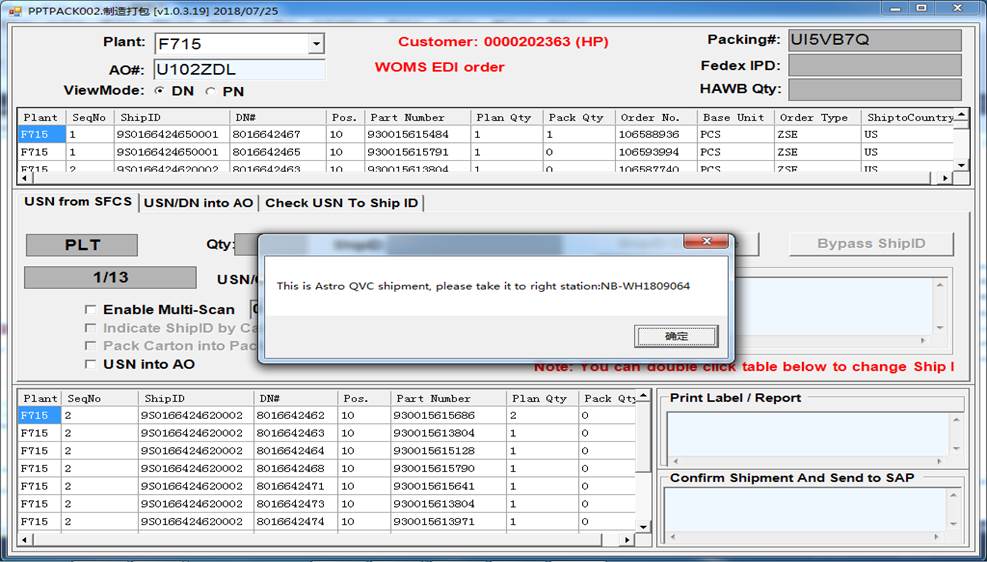 PPTPACK002.制造打包 [v1.0.3.19] 2018/07/25
Plant: F715 Customer: 0000202363 (HP) Packing#: UI5VB7Q
AO#: U102ZDL WOMS EDI order Fedex IPD:
ViewMode: DN PN HAWB Qty:
Plant SeqNo ShipID DN# Pos. Part Number Plan Qty Pack Qty Order No. Base Unit Order Type ShiptoCountry
F715 1 9S0166424650001 8016642467 10 930015615484 1 1 106588936 PCS ZSE US
F715 1 9S0166424650001 8016642465 10 930015615791 1 0 106593994 PCS ZSE US
F715 2 9S0166424620002 8016642463 10 930015613804 1 0 106587740 PCS ZSE US
USN from SFCS USN/DN into AO Check USN To Ship ID
PLT Qty: ShipID Bypass ShipID
1/13 USN/
This is Astro QVC shipment, please take it to right station:NB-WH1809064
确定
Enable Multi-Scan
Indicate ShipID by Ca
Pack Carton into Pac
USN into AO
Note: You can double click table below to change Ship I
Plant SeqNo ShipID DN# Pos. Part Number Plan Qty Pack Qty
F715 2 9S0166424620002 8016642462 10 930015615686 2 0
F715 2 9S0166424620002 8016642463 10 930015613804 1 0
F715 2 9S0166424620002 8016642464 10 930015615128 1 0
F715 2 9S0166424620002 8016642468 10 930015615790 1 0
F715 2 9S0166424620002 8016642471 10 930015615641 1 0
F715 2 9S0166424620002 8016642473 10 930015613804 1 0
F715 2 9S0166424620002 8016642474 10 930015613971 1 0
Print Label / Report
Confirm Shipment And Send to SAP